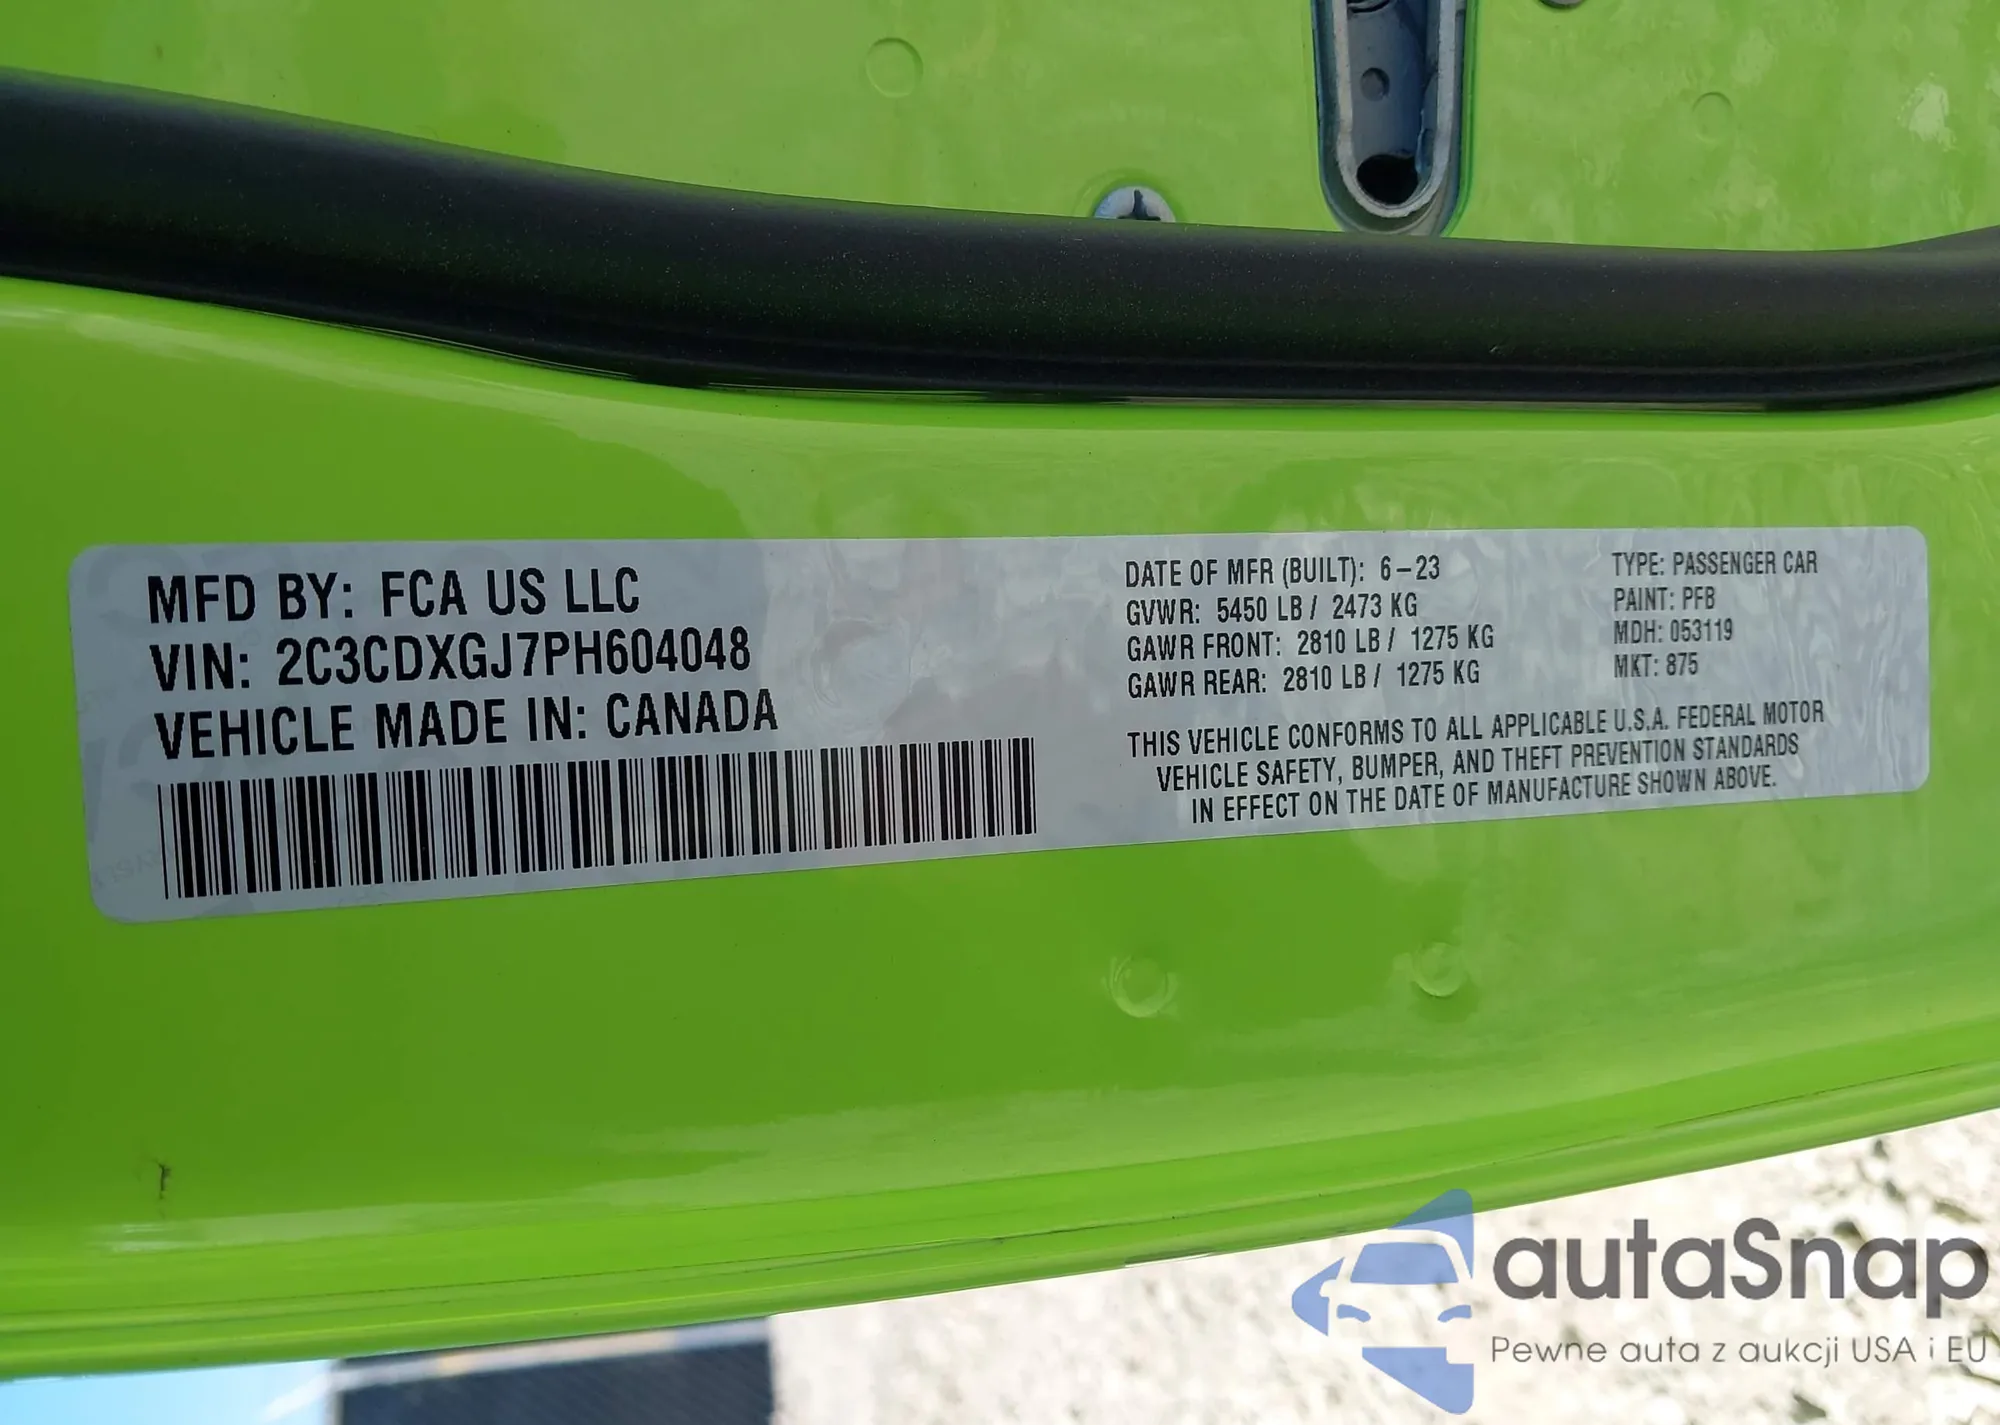 MFD BY: FCA US LLC
VIN: 2C3CDXGJ7PH604048
VEHICLE MADE IN: CANADA
DATE OF MFR (BUILT): 6-23
GVWR: 5450 LB / 2473 KG
GAWR FRONT: 2810 LB / 1275 KG
GAWR REAR: 2810 LB / 1275 KG
TYPE: PASSENGER CAR
PAINT: PFB
MDH: 053119
MKT: 875
THIS VEHICLE CONFORMS TO ALL APPLICABLE U.S.A. FEDERAL MOTOR
VEHICLE SAFETY, BUMPER, AND THEFT PREVENTION STANDARDS
IN EFFECT ON THE DATE OF MANUFACTURE SHOWN ABOVE.
autaSnap
Pewne auta z aukcji USA i EU